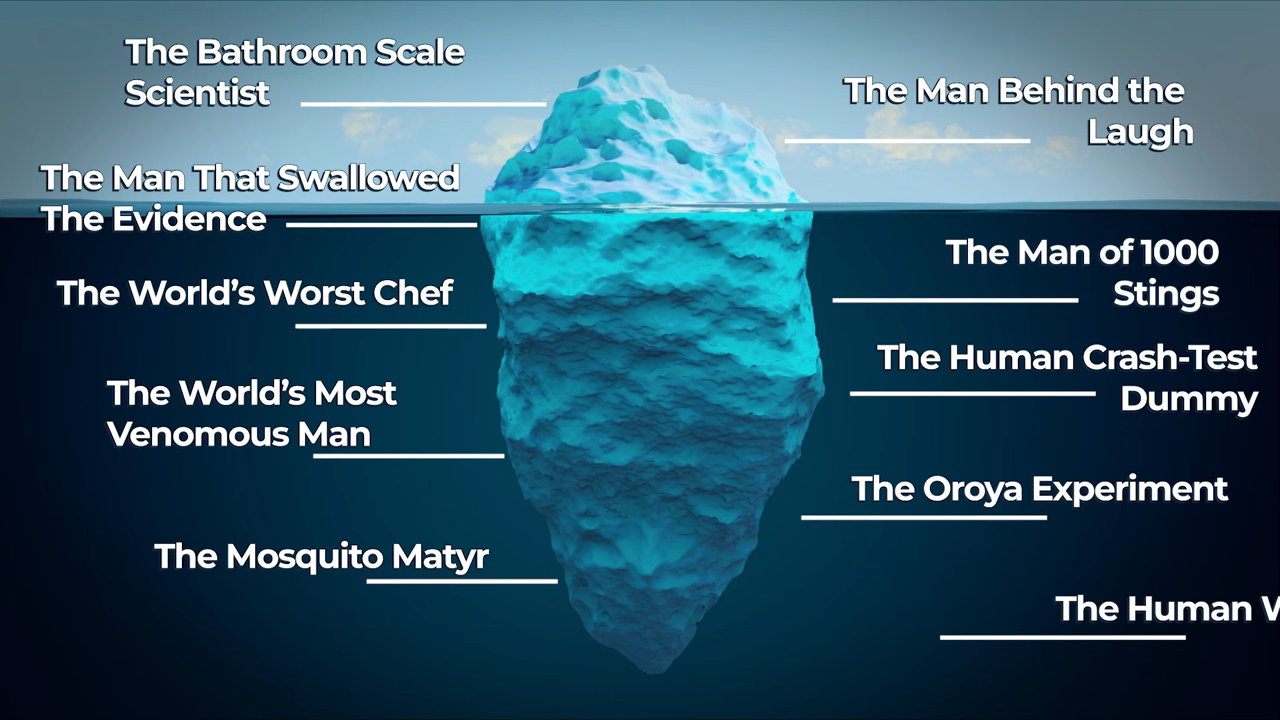 The Bathroom Scale
Scientist
The Man Behind the
Laugh
The Man That Swallowed
The Evidence
The Man of 1000
Stings
The World's Worst Chef
The Human Crash-Test
Dummy
The World's Most
Venomous Man
The Oroya Experiment
The Mosquito Matyr
The Human